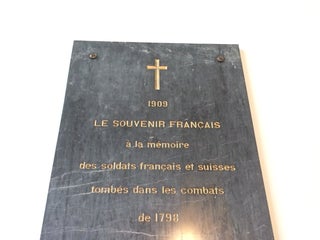 1909
LE SOUVENIR FRANÇAIS
à la mémoire
des soldats français et suisses
tombés dans les combats
de 1798